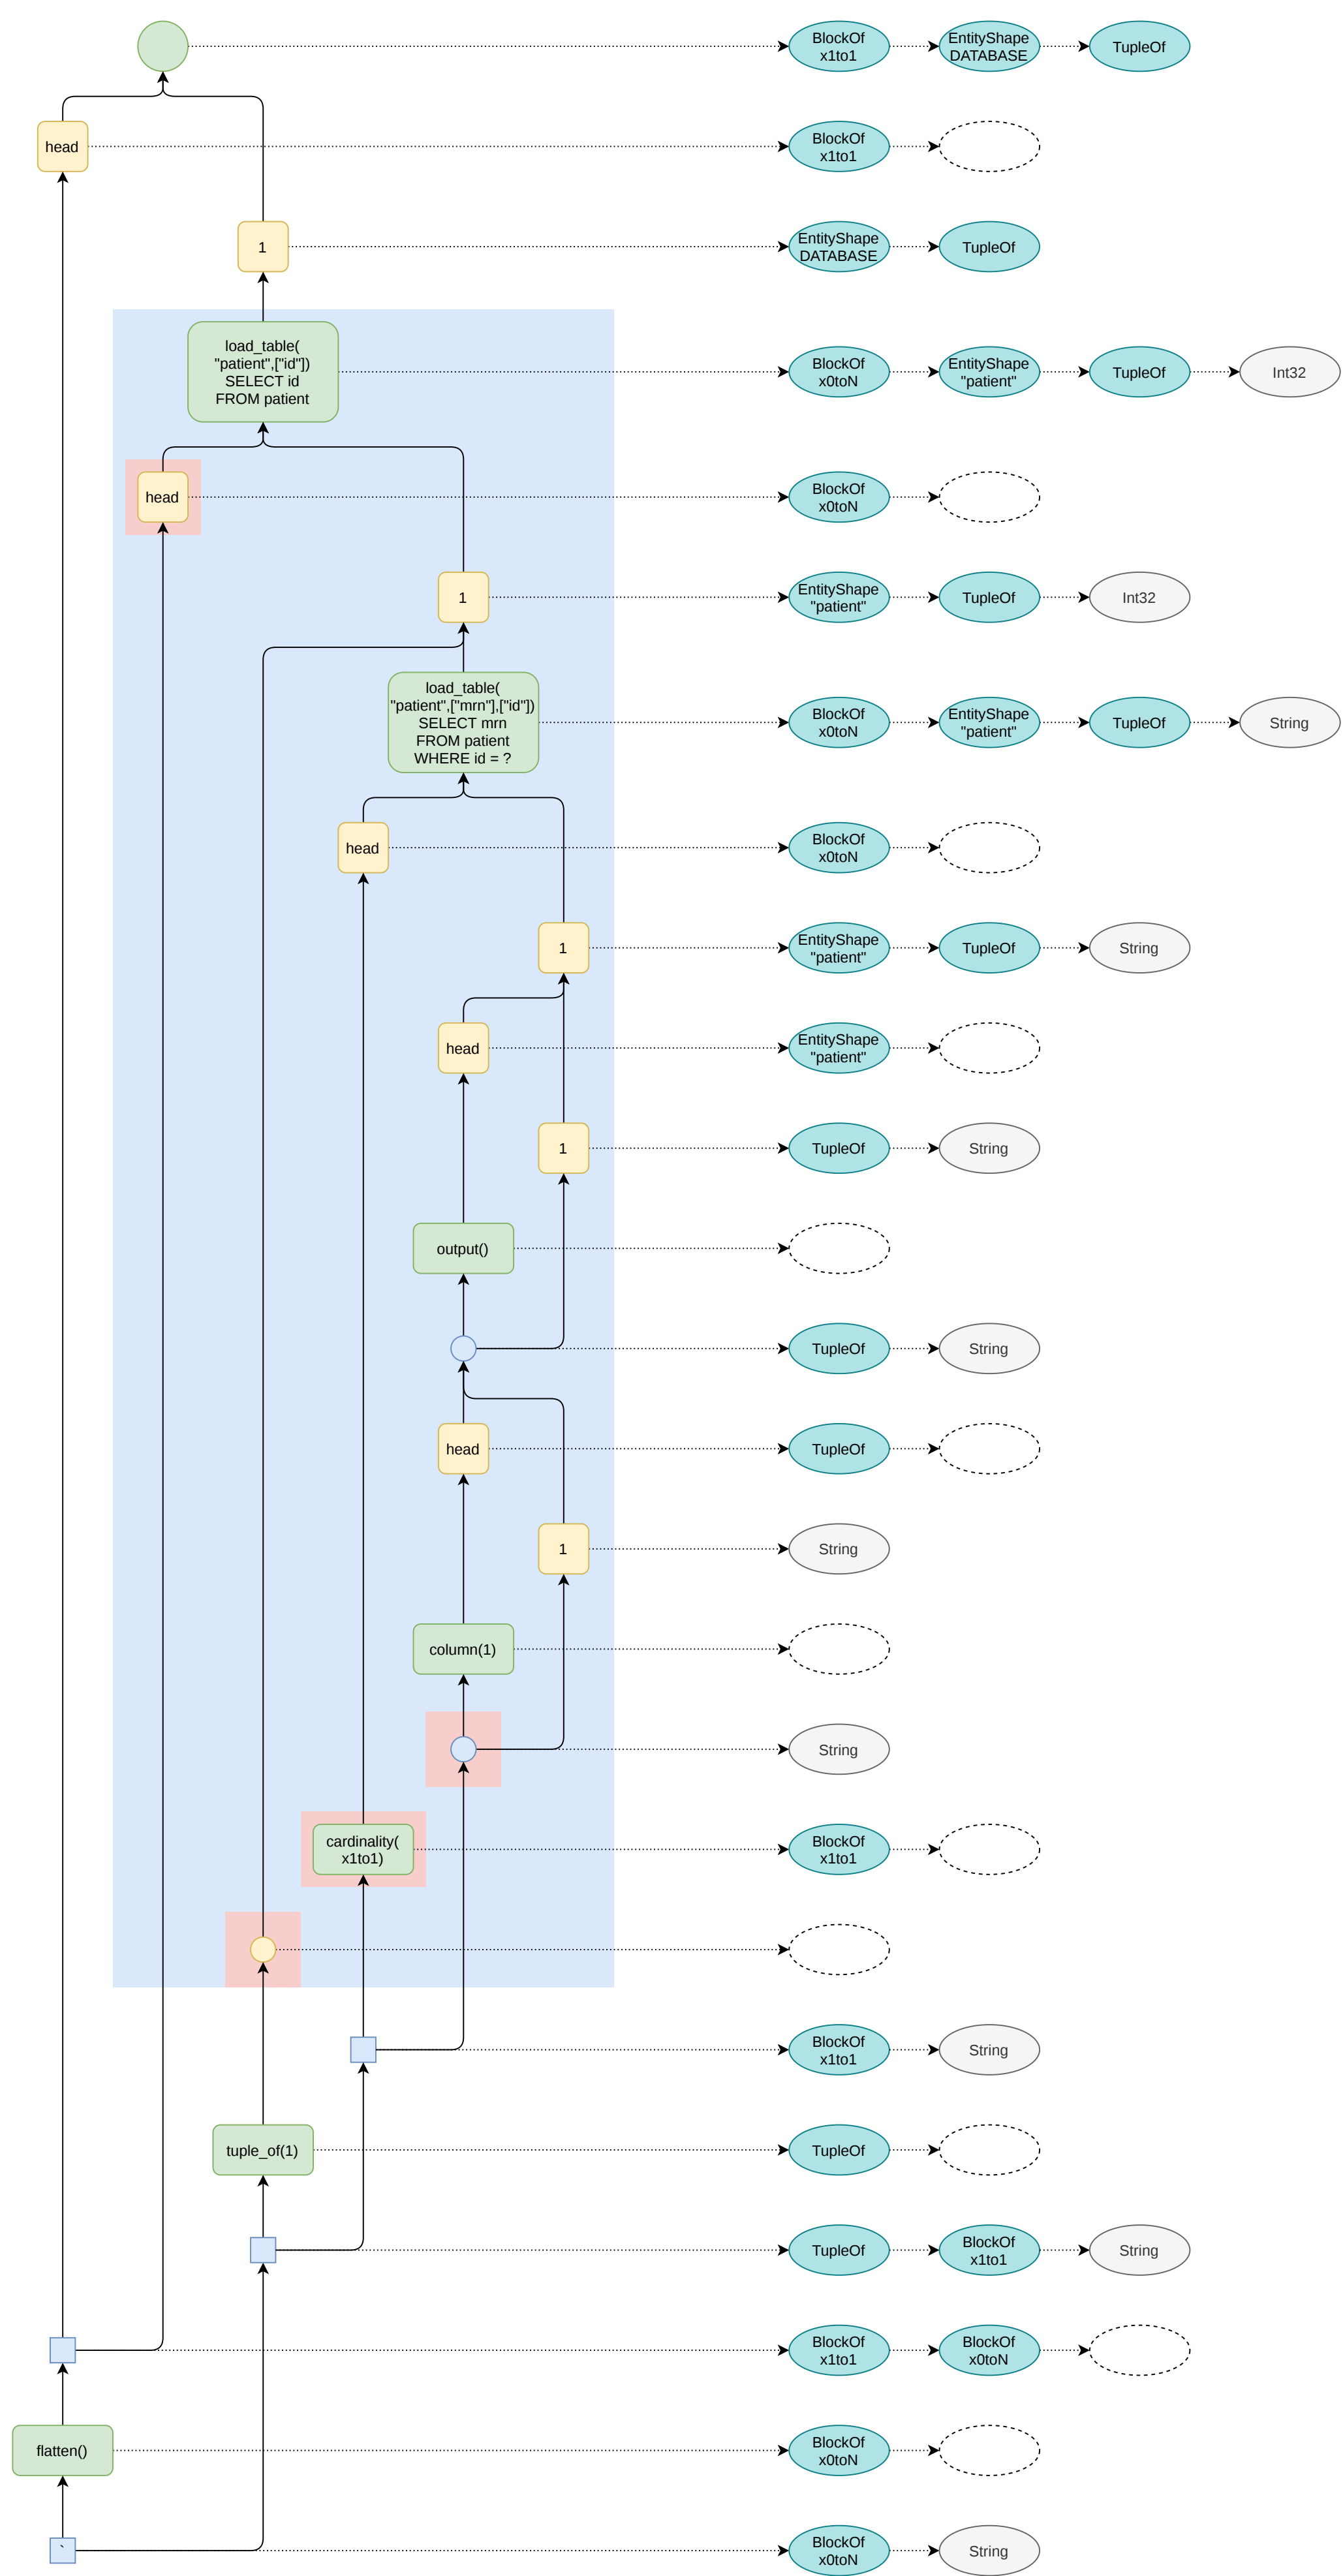 BlockOf
x1to1
EntityShape
DATABASE
TupleOf
head
BlockOf
x1to1
1
EntityShape
DATABASE
TupleOf
load_table(
"patient",["id"])
SELECT id
FROM patient
BlockOf
x0toN
EntityShape
"patient"
TupleOf
Int32
head
BlockOf
x0toN
1
EntityShape
"patient"
TupleOf
Int32
load_table(
"patient",["mrn"],["id"])
SELECT mrn
FROM patient
WHERE id = ?
BlockOf
x0toN
EntityShape
"patient"
TupleOf
String
head
BlockOf
x0toN
1
EntityShape
"patient"
TupleOf
String
head
EntityShape
"patient"
1
TupleOf
String
output()
TupleOf
String
head
TupleOf
1
String
column(1)
String
cardinality(
x1to1)
BlockOf
x1to1
BlockOf
x1to1
String
tuple_of(1)
TupleOf
TupleOf
BlockOf
x1to1
String
BlockOf
x1to1
BlockOf
x0toN
flatten()
BlockOf
x0toN
`
BlockOf
x0toN
String